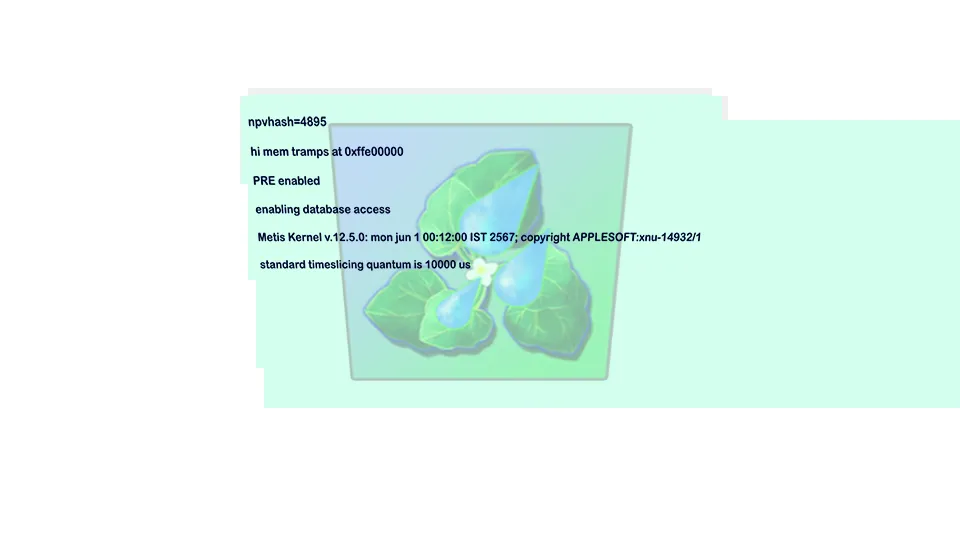 npvhash=4895
hi mem tramps at 0xffe00000
PRE enabled
enabling database access
Metis Kernel v.12.5.0: mon jun 1 00:12:00 IST 2567; copyright APPLESOFT:xnu-14932/1
standard timeslicing quantum is 10000 us